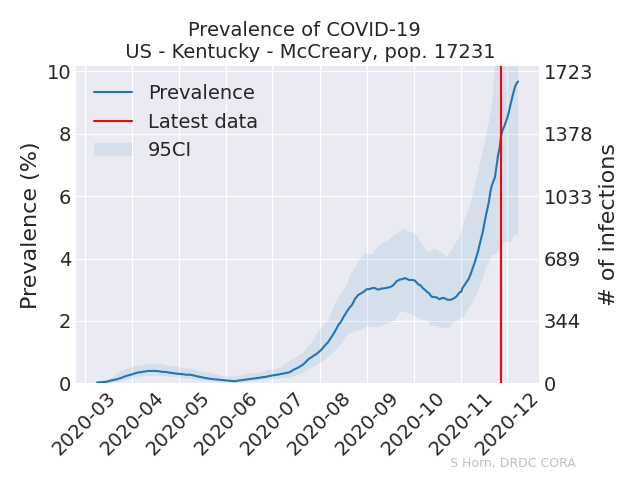 Prevalence of COVID-19
US - Kentucky - McCreary, pop. 17231
Prevalence (%)
10
8
6
4
2
0
Prevalence
Latest data
95CI
1723
1378
1033
689
344
0
# of infections
2020-03
2020-04
2020-05
2020-06
2020-07
2020-08
2020-09
2020-10
2020-11
2020-12
S Horn, DRDC CORA